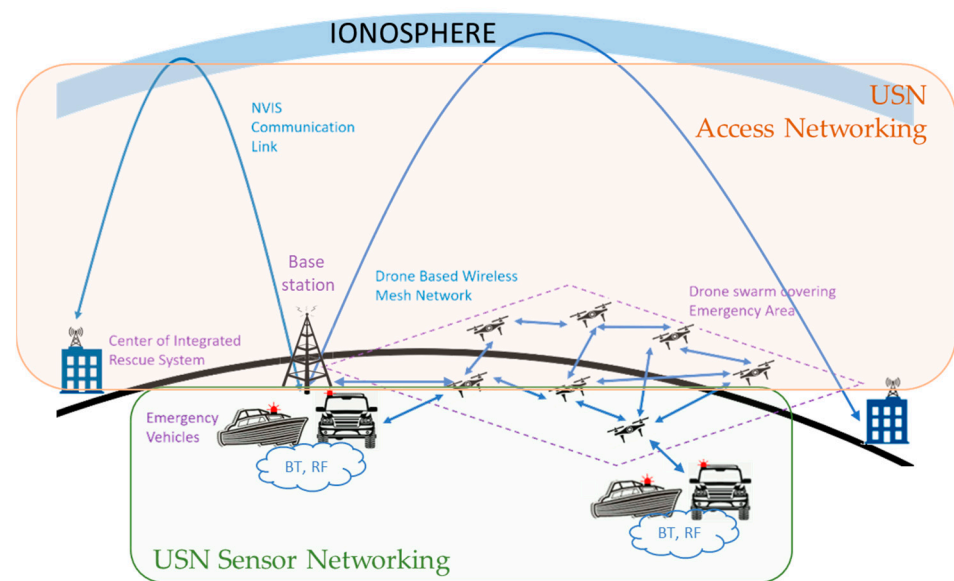 IONOSPHERE
USN
Access Networking
NVIS
Communication
Link
Base
station
Drone Based Wireless
Mesh Network
Drone swarm covering
Emergency Area
Center of Integrated
Rescue System
Emergency
Vehicles
BT, RF
BT, RF
USN Sensor Networking